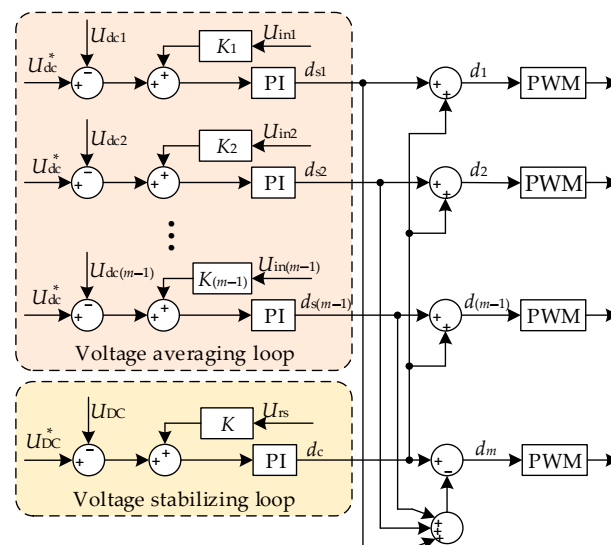 U*dc + − Udc1 + + K1 Uin1 PI ds1 + + d1 PWM
U*dc + − Udc2 + + K2 Uin2 PI ds2 + + d2 PWM
U*dc + − Udc(m−1) + + K(m−1) Uin(m−1) PI ds(m−1) + + d(m−1) PWM
Voltage averaging loop
U*DC + − UDC + + K Urs PI dc + − dm PWM
Voltage stabilizing loop
+ + +